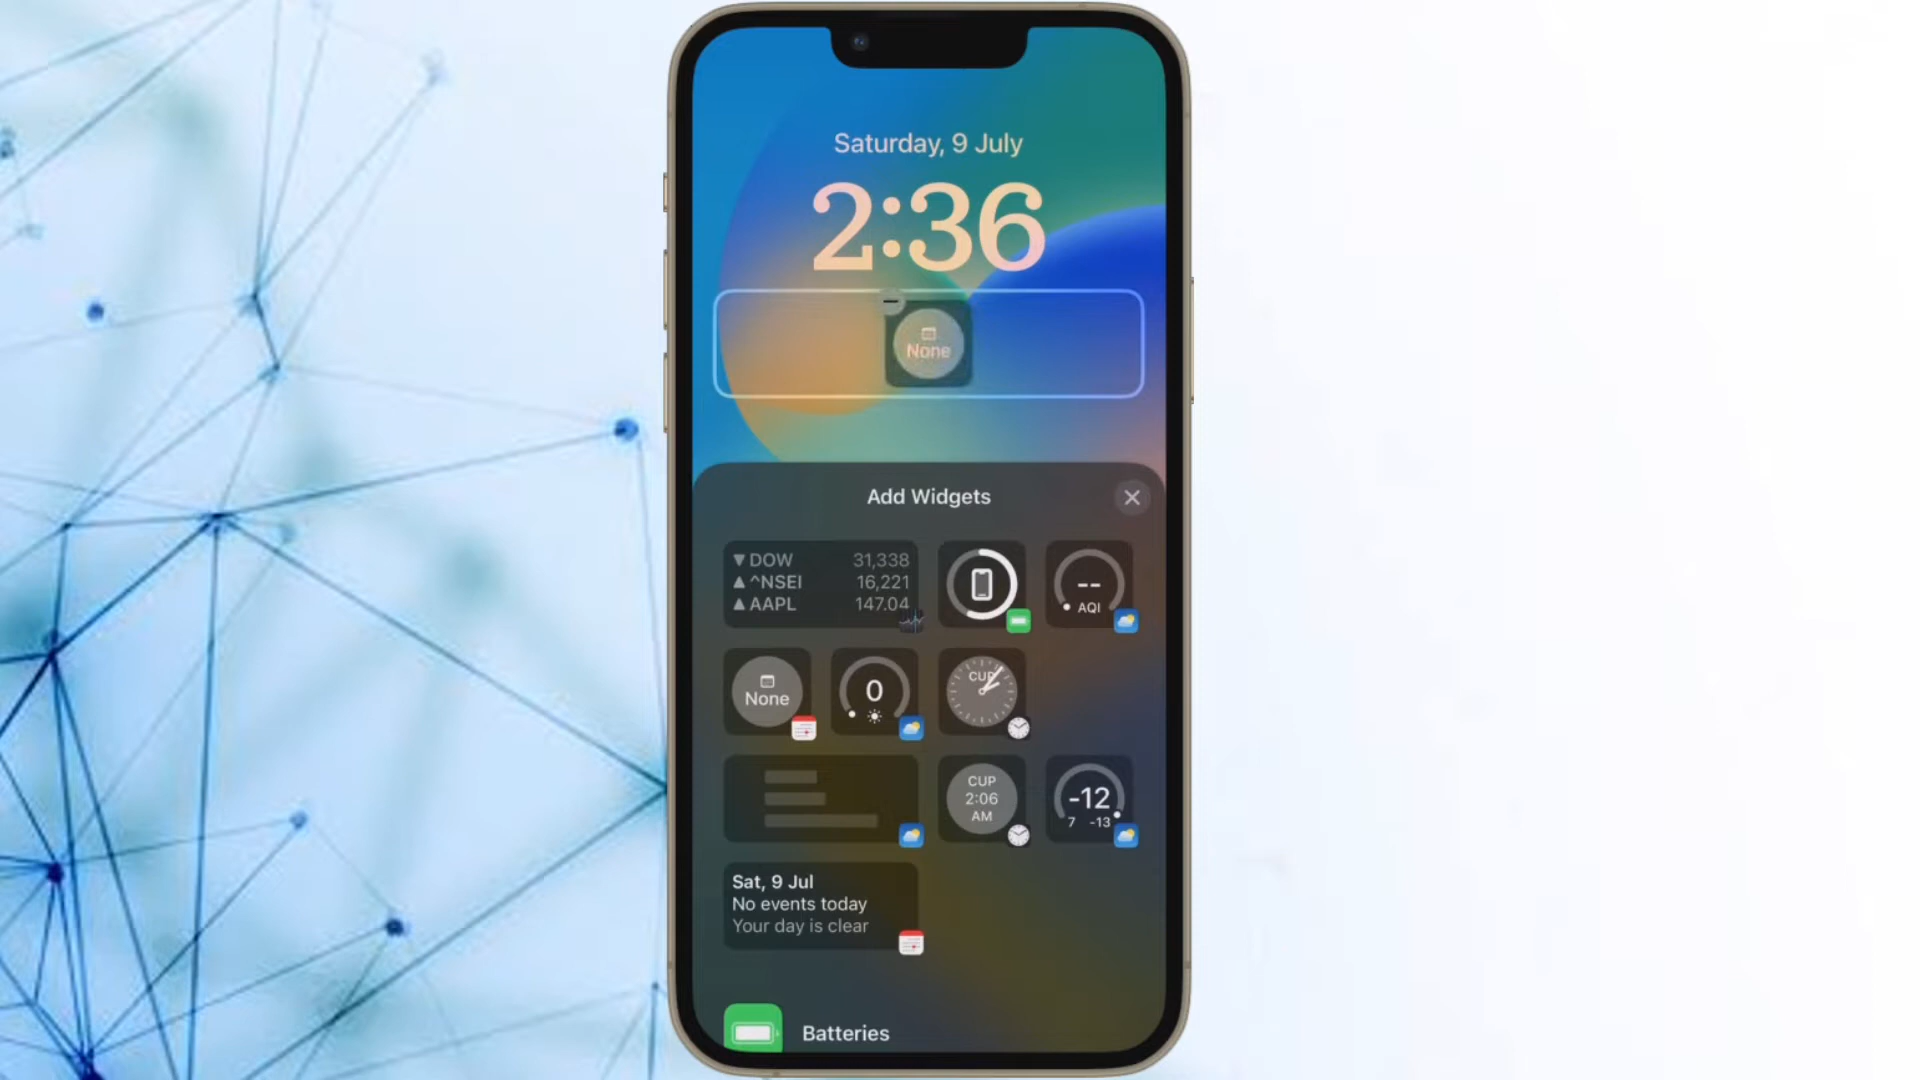 Saturday, 9 July
2:36
None
Add Widgets
DOW 31,338
^NSEI 16,221
AAPL 147.04
-- AQI
None
0
CUP
CUP
2:06
AM
-12
7 -13
Sat, 9 Jul
No events today
Your day is clear
Batteries